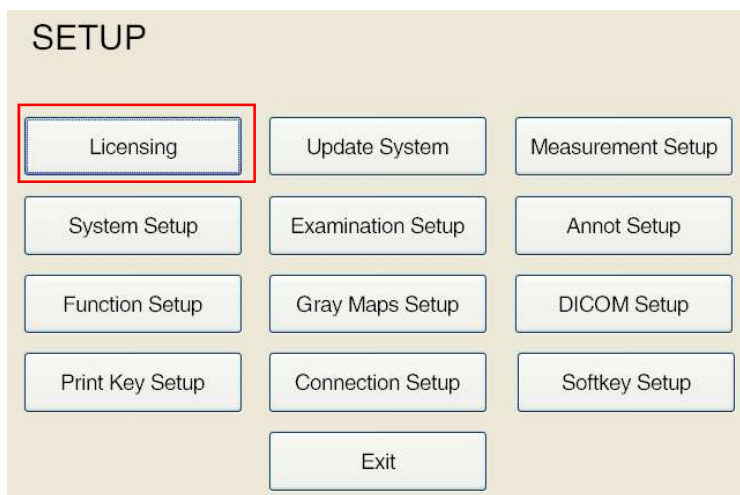 SETUP
Licensing
Update System
Measurement Setup
System Setup
Examination Setup
Annot Setup
Function Setup
Gray Maps Setup
DICOM Setup
Print Key Setup
Connection Setup
Softkey Setup
Exit